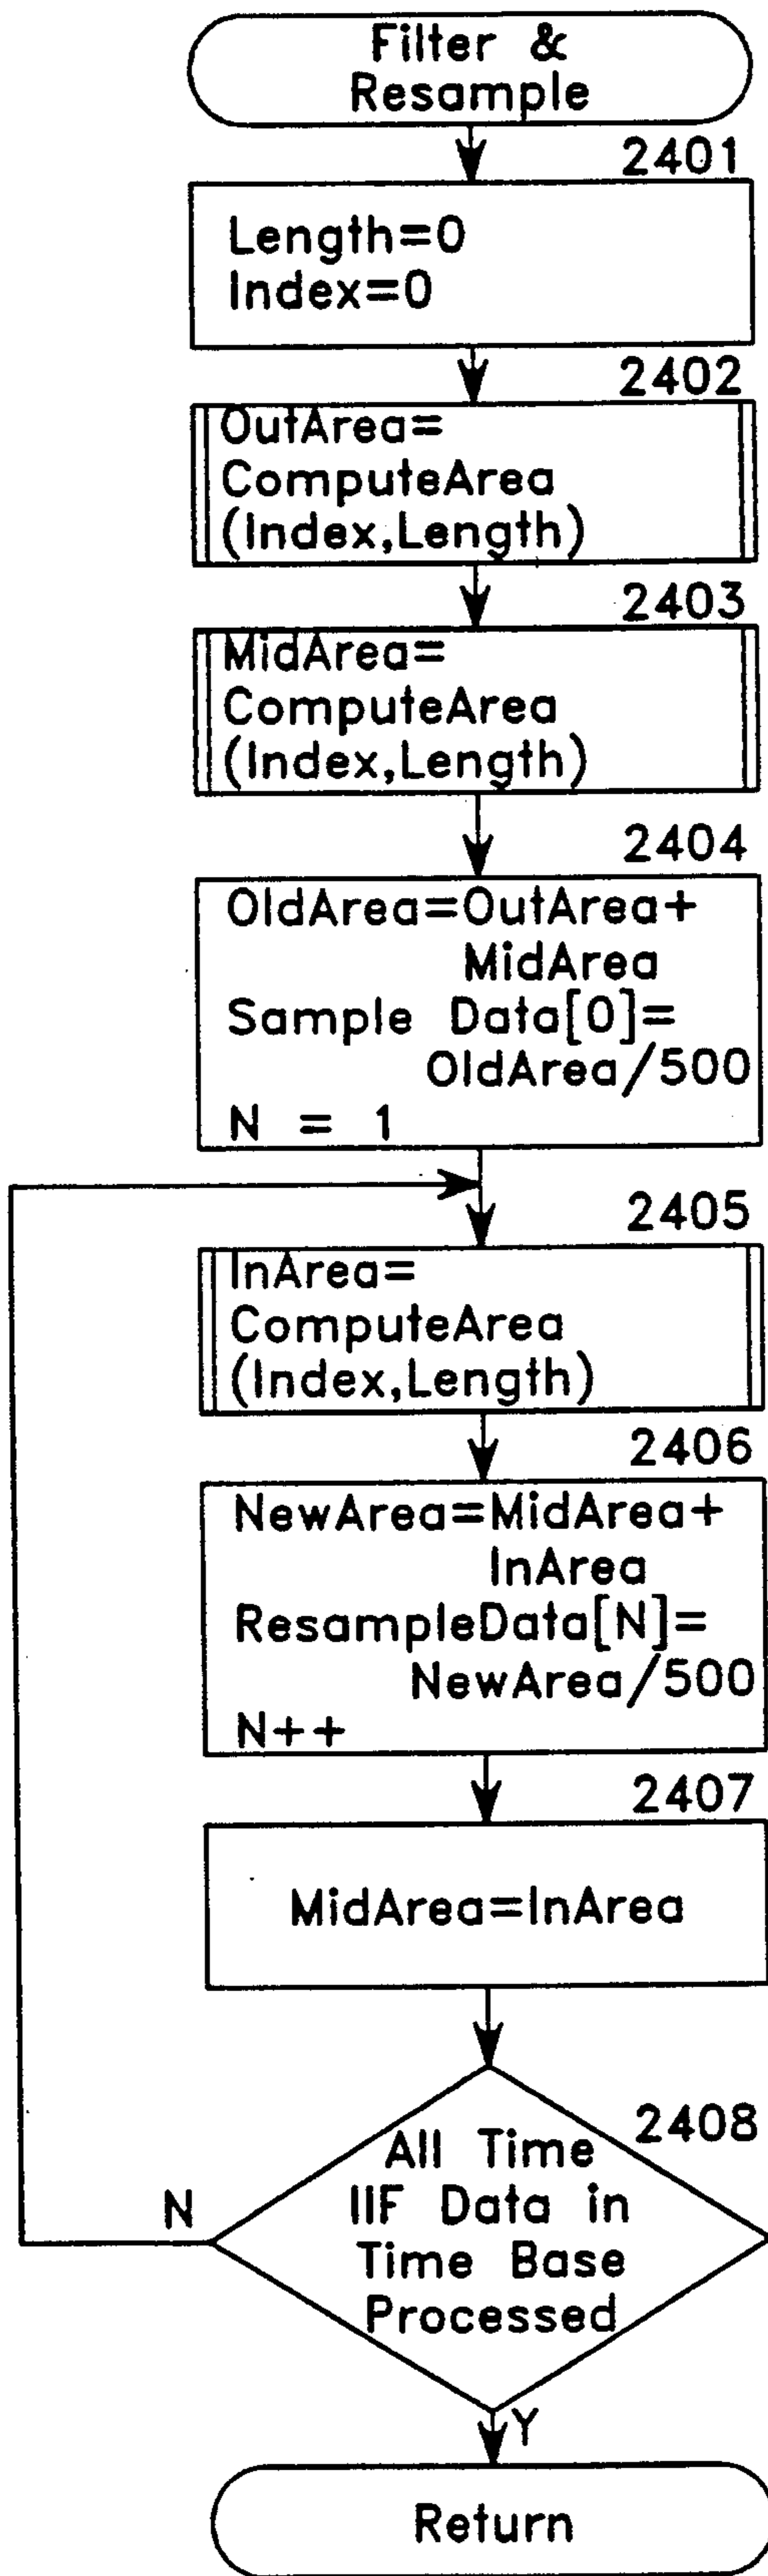 Filter &
Resample
2401
Length=0
Index=0
2402
OutArea=
ComputeArea
(Index,Length)
2403
MidArea=
ComputeArea
(Index,Length)
2404
OldArea=OutArea+
MidArea
Sample Data[0]=
OldArea/500
N = 1
2405
InArea=
ComputeArea
(Index,Length)
2406
NewArea=MidArea+
InArea
ResampleData[N]=
NewArea/500
N++
2407
MidArea=InArea
2408
All Time
IIF Data in
Time Base
Processed
N
Y
Return